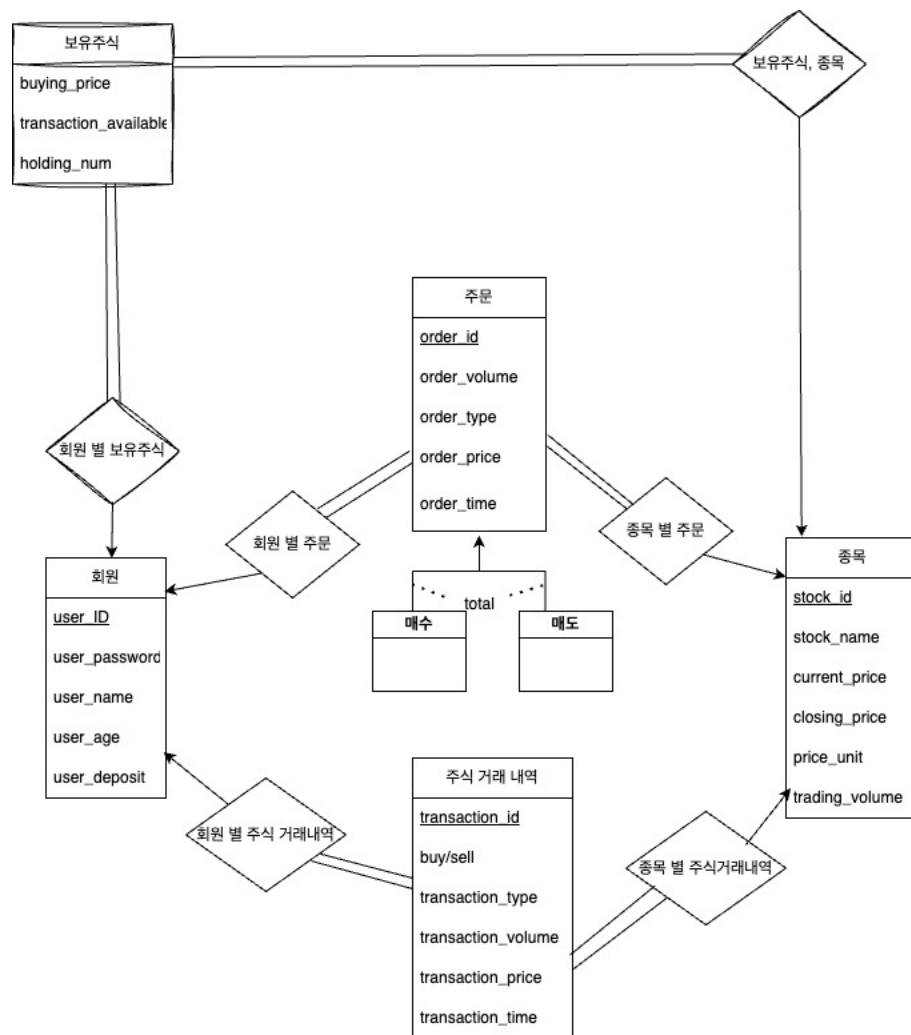 보유주식
buying_price
transaction_available
holding_num
보유주식, 종목
회원 별 보유주식
주문
order_id
order_volume
order_type
order_price
order_time
회원 별 주문
종목 별 주문
total
매수
매도
회원
user_ID
user_password
user_name
user_age
user_deposit
종목
stock_id
stock_name
current_price
closing_price
price_unit
trading_volume
회원 별 주식 거래내역
주식 거래 내역
transaction_id
buy/sell
transaction_type
transaction_volume
transaction_price
transaction_time
종목 별 주식거래내역